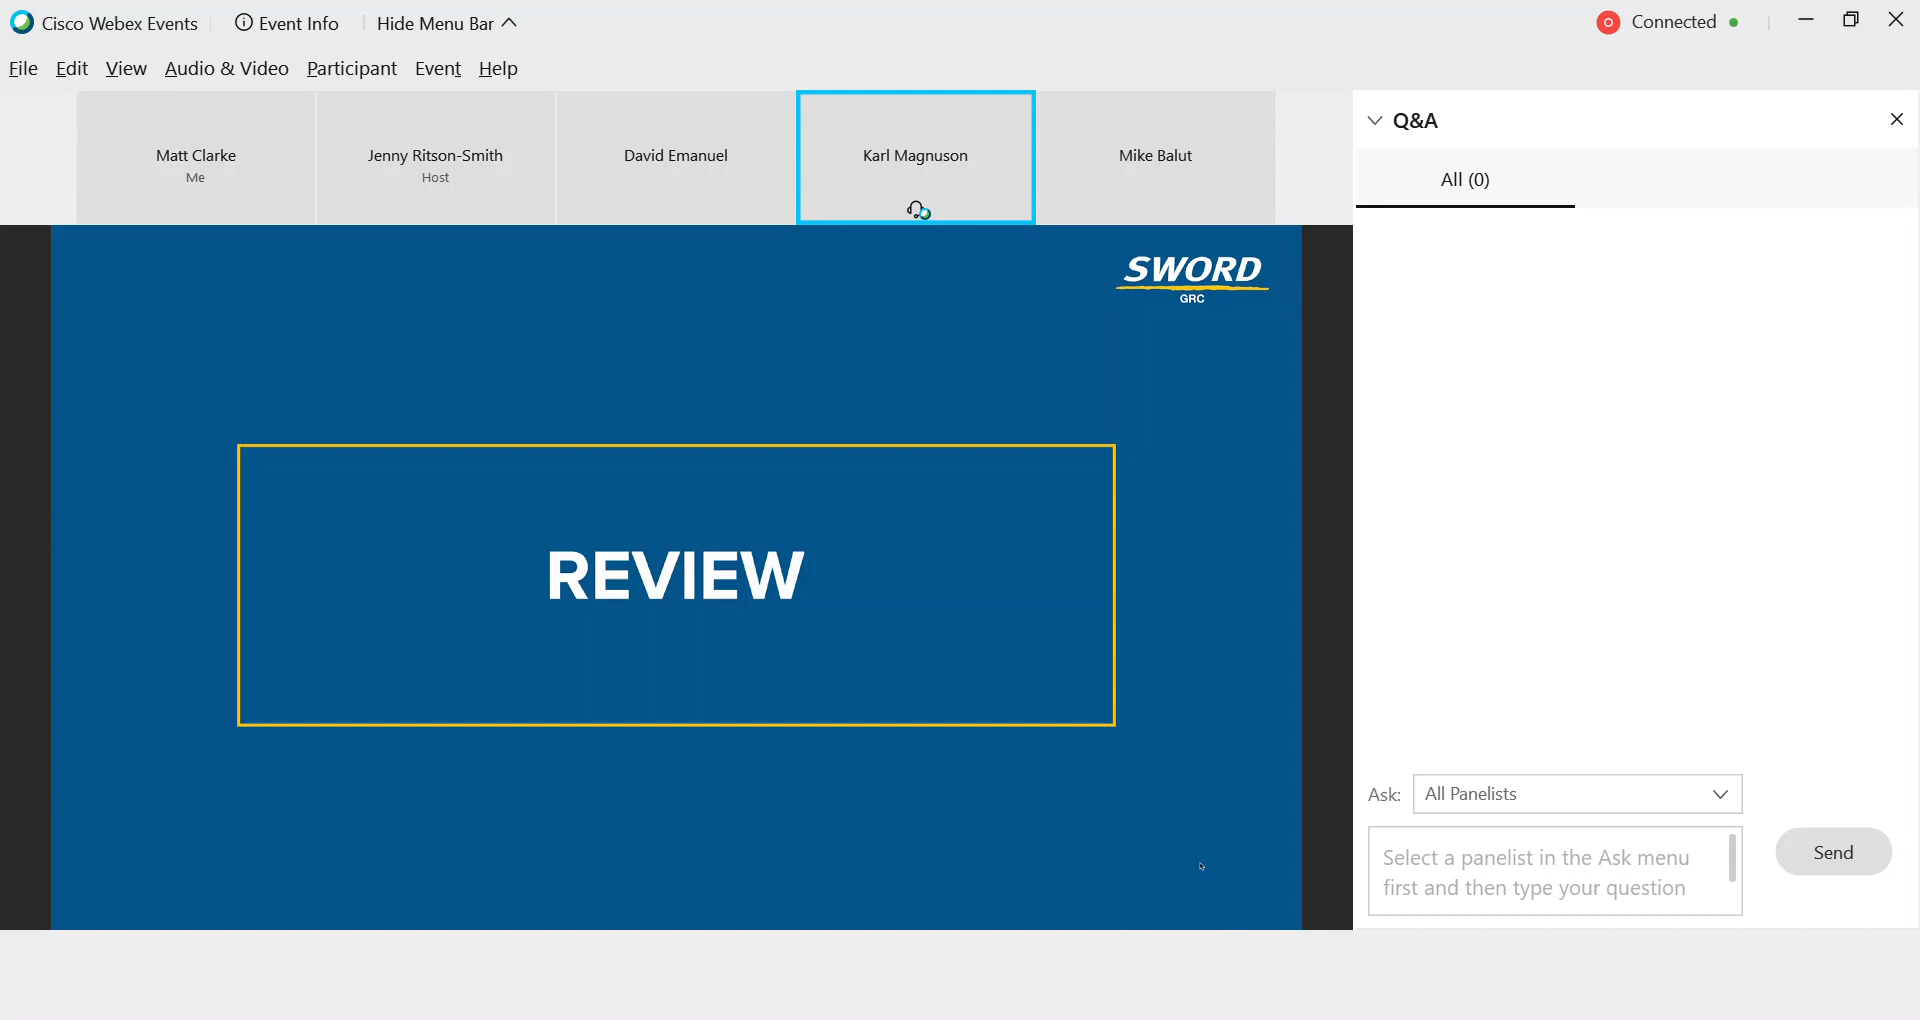 Cisco Webex Events
Event Info
Hide Menu Bar
Connected
File Edit View Audio & Video Participant Event Help
Matt Clarke
Me
Jenny Ritson-Smith
Host
David Emanuel
Karl Magnuson
Mike Balut
SWORD
GRC
REVIEW
Q&A
All (0)
Ask: All Panelists
Select a panelist in the Ask menu
first and then type your question
Send